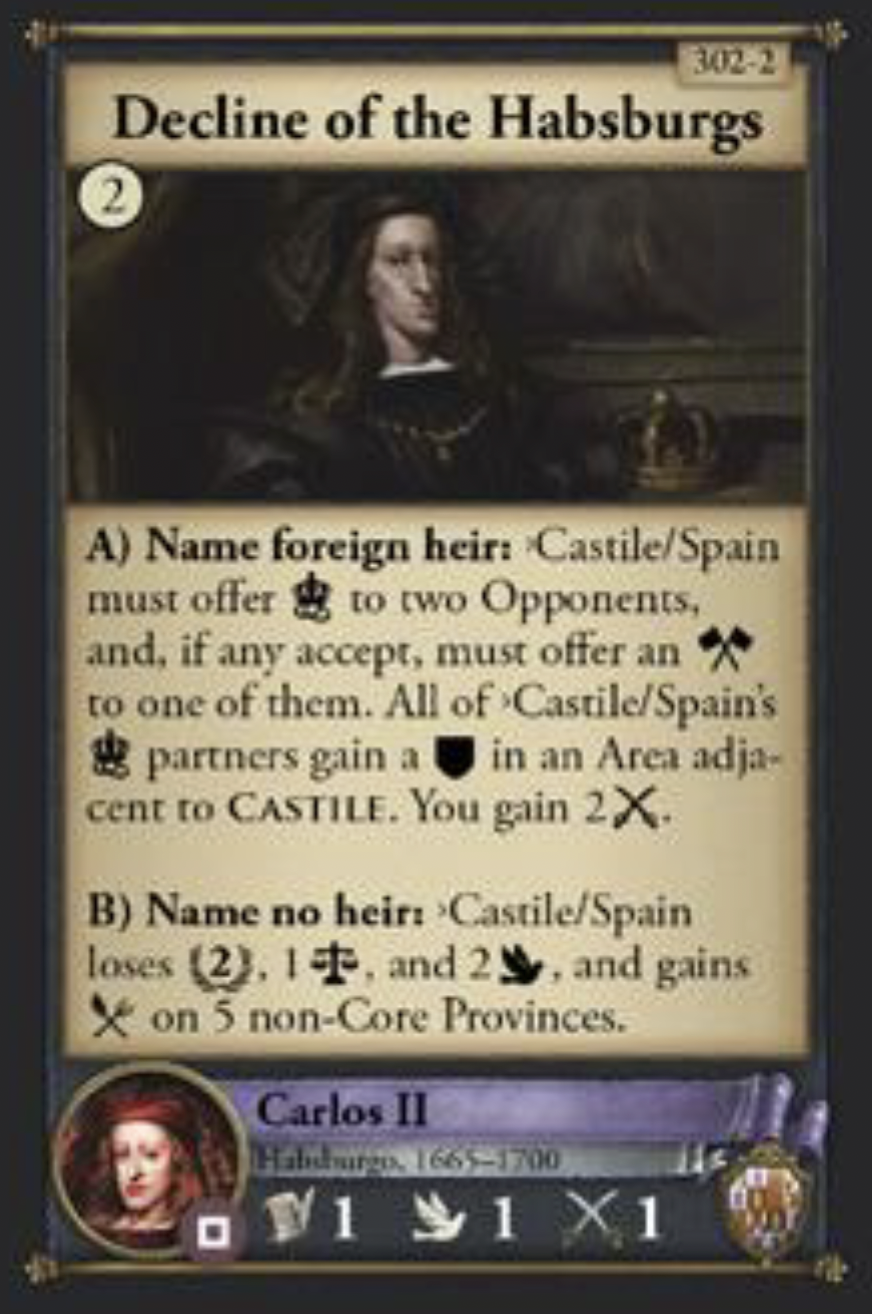 302-2
Decline of the Habsburgs
2
A) Name foreign heir: ›Castile/Spain
must offer to two Opponents,
and, if any accept, must offer an
to one of them. All of ›Castile/Spain's
partners gain a in an Area adja-
cent to CASTILE. You gain 2.
B) Name no heir: ›Castile/Spain
loses (2), 1, and 2, and gains
on 5 non-Core Provinces.
Carlos II
Habsburgo, 1665–1700
1 1 1